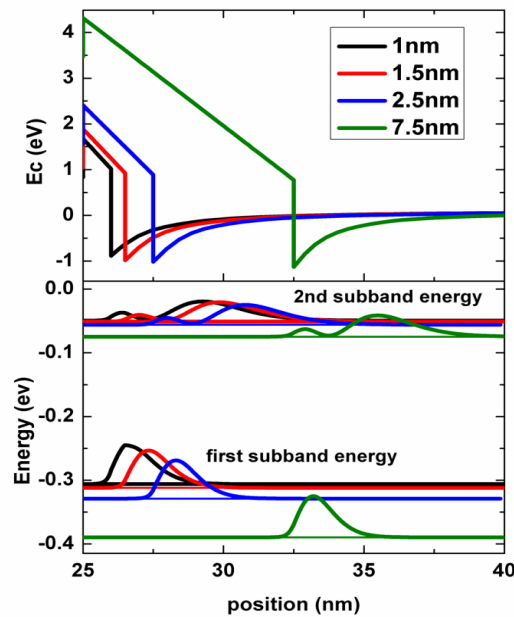 4
3
2
1
0
-1
Ec (eV)
1nm
1.5nm
2.5nm
7.5nm
0.0
-0.1
-0.2
-0.3
-0.4
Energy (ev)
2nd subband energy
first subband energy
25 30 35 40
position (nm)